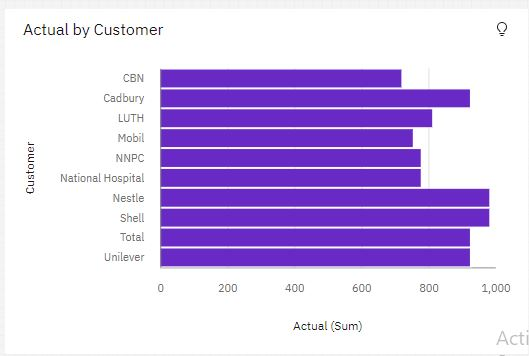 Actual by Customer
Customer
CBN
Cadbury
LUTH
Mobil
NNPC
National Hospital
Nestle
Shell
Total
Unilever
0 200 400 600 800 1,000
Actual (Sum)
Acti